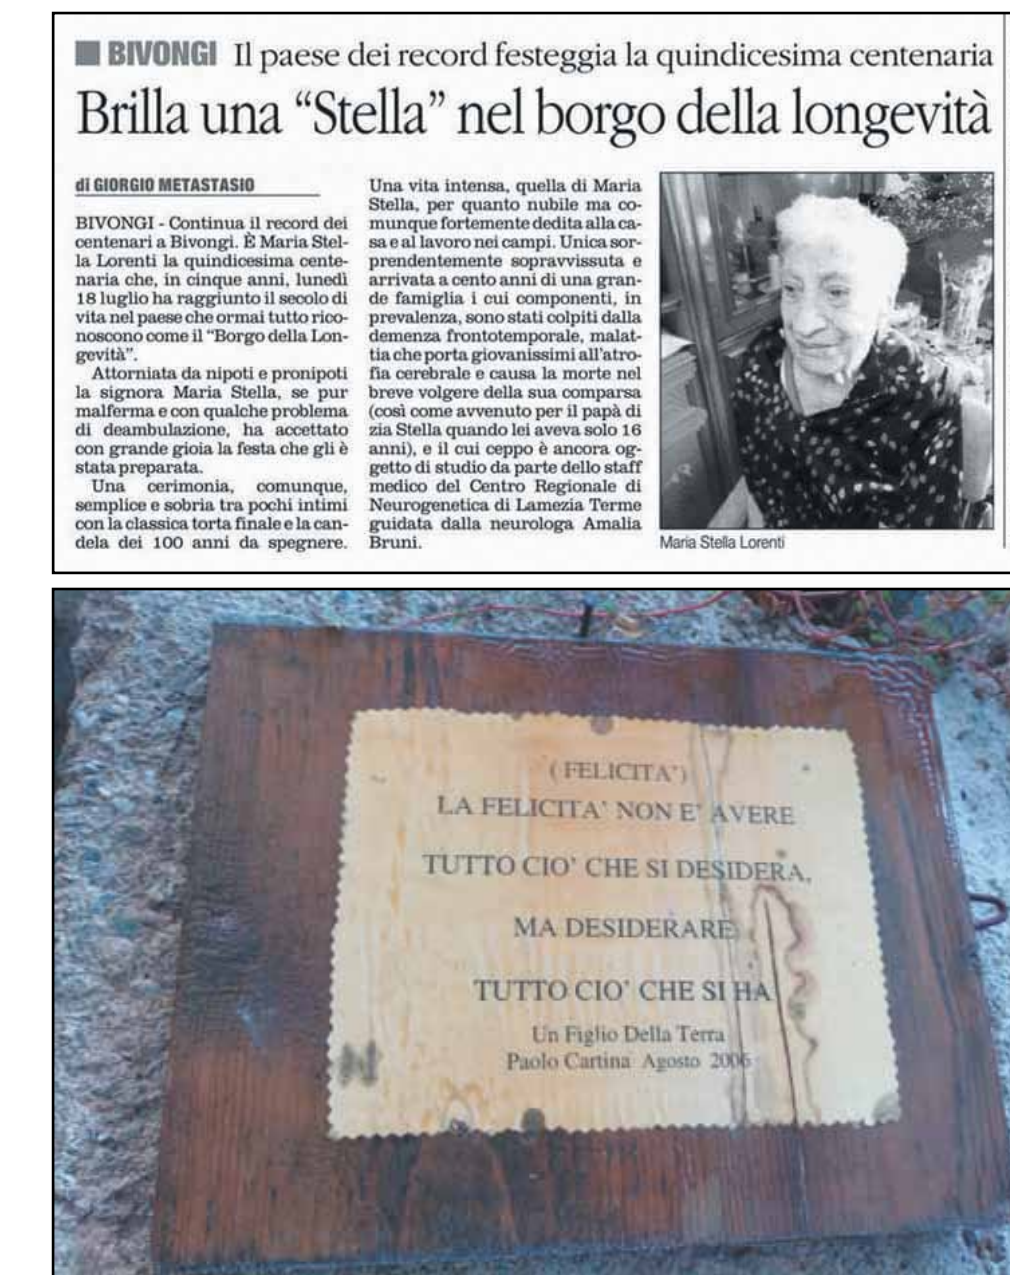 BIVONGI Il paese dei record festeggia la quindicesima centenaria
Brilla una “Stella” nel borgo della longevità
di GIORGIO METASTASIO
BIVONGI - Continua il record dei
centenari a Bivongi. È Maria Stel-
la Lorenti la quindicesima cente-
naria che, in cinque anni, lunedì
18 luglio ha raggiunto il secolo di
vita nel paese che ormai tutto rico-
noscono come il “Borgo della Lon-
gevità”.
Attorniata da nipoti e pronipoti
la signora Maria Stella, se pur
malferma e con qualche problema
di deambulazione, ha accettato
con grande gioia la festa che gli è
stata preparata.
Una cerimonia, comunque,
semplice e sobria tra pochi intimi
con la classica torta finale e la can-
dela dei 100 anni da spegnere.
Una vita intensa, quella di Maria
Stella, per quanto nubile ma co-
munque fortemente dedita alla ca-
sa e al lavoro nei campi. Unica sor-
prendentemente sopravvissuta e
arrivata a cento anni di una gran-
de famiglia i cui componenti, in
prevalenza, sono stati colpiti dalla
demenza frontotemporale, malat-
tia che porta giovanissimi all’atro-
fia cerebrale e causa la morte nel
breve volgere della sua comparsa
(così come avvenuto per il papà di
zia Stella quando lei aveva solo 16
anni), e il cui ceppo è ancora og-
getto di studio da parte dello staff
medico del Centro Regionale di
Neurogenetica di Lamezia Terme
guidata dalla neurologa Amalia
Bruni.
Maria Stella Lorenti
( FELICITA’ )
LA FELICITA’ NON E’ AVERE
TUTTO CIO’ CHE SI DESIDERA,
MA DESIDERARE
TUTTO CIO’ CHE SI HA
Un Figlio Della Terra
Paolo Cartina Agosto 2006